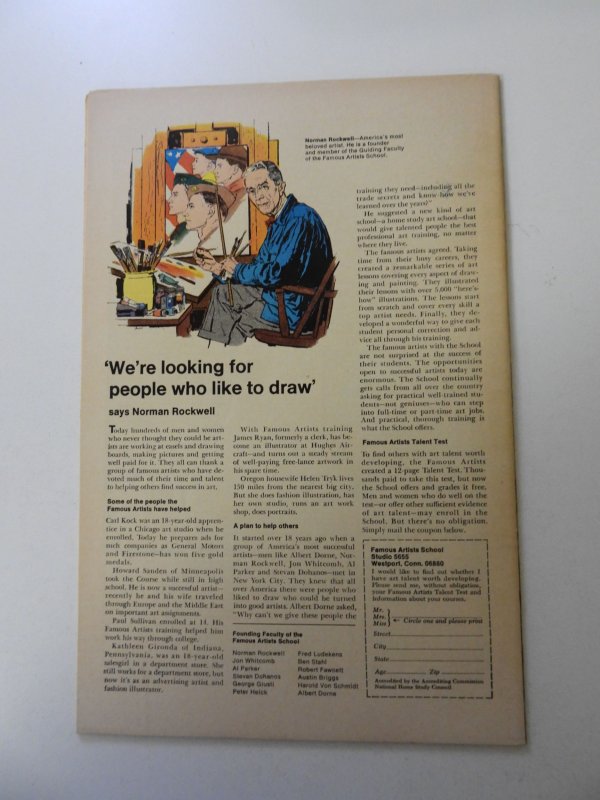 Norman Rockwell—America's most
beloved artist. He is a founder
and member of the Guiding Faculty
of the Famous Artists School.
'We're looking for
people who like to draw'
says Norman Rockwell
Today hundreds of men and women
who never thought they could be art-
ists are working at easels and drawing
boards, making pictures and getting
well paid for it. They all can thank a
group of famous artists who have de-
voted much of their time and talent
to helping others find success in art.
Some of the people the
Famous Artists have helped
Carl Kock was an 18-year-old appren-
tice in a Chicago art studio when he
enrolled. Today he prepares ads for
such companies as General Motors
and Firestone—has won five gold
medals.
Howard Sanden of Minneapolis
took the Course while still in high
school. He is now a successful artist—
recently he and his wife traveled
through Europe and the Middle East
on important art assignments.
Paul Sullivan enrolled at 14. His
Famous Artists training helped him
work his way through college.
Kathleen Gironda of Indiana,
Pennsylvania, was an 18-year-old
salesgirl in a department store. She
still works for a department store, but
now it's as an advertising artist and
fashion illustrator.
With Famous Artists training
James Ryan, formerly a clerk, has be-
come an illustrator at Hughes Air-
craft—and turns out a steady stream
of well-paying free-lance artwork in
his spare time.
Oregon housewife Helen Tryk lives
150 miles from the nearest big city.
But she does fashion illustration, has
her own studio, runs an art work
shop, does portraits.
A plan to help others
It started over 18 years ago when a
group of America's most successful
artists—men like Albert Dorne, Nor-
man Rockwell, Jon Whitcomb, Al
Parker and Stevan Dohanos—met in
New York City. They knew that all
over America there were people who
liked to draw who could be turned
into good artists. Albert Dorne asked,
"Why can't we give these people the
Founding Faculty of the
Famous Artists School
Norman Rockwell
Jon Whitcomb
Al Parker
Stevan Dohanos
George Giusti
Peter Helck
Fred Ludekens
Ben Stahl
Robert Fawcett
Austin Briggs
Harold Von Schmidt
Albert Dorne
training they need—including all the
trade secrets and know-how we've
learned over the years?"
He suggested a new kind of art
school—a home study art school—that
would give talented people the best
professional art training, no matter
where they live.
The famous artists agreed. Taking
time from their busy careers, they
created a remarkable series of art
lessons covering every aspect of draw-
ing and painting. They illustrated
their lessons with over 5,000 "here's-
how" illustrations. The lessons start
from scratch and cover every skill a
top artist needs. Finally, they de-
veloped a wonderful way to give each
student personal correction and ad-
vice all through his training.
The famous artists with the School
are not surprised at the success of
their students. The opportunities
open to successful artists today are
enormous. The School continually
gets calls from all over the country
asking for practical well-trained stu-
dents—not geniuses—who can step
into full-time or part-time art jobs.
And practical, thorough training is
what the School offers.
Famous Artists Talent Test
To find others with art talent worth
developing, the Famous Artists
created a 12-page Talent Test. Thou-
sands paid to take this test, but now
the School offers and grades it free.
Men and women who do well on the
test—or offer other sufficient evidence
of art talent—may enroll in the
School. But there's no obligation.
Simply mail the coupon below.
Famous Artists School
Studio 5655
Westport, Conn. 06880
I would like to find out whether I
have art talent worth developing.
Please send me, without obligation,
your Famous Artists Talent Test and
information about your courses.
Mr.
Mrs.
Miss
Circle one and please print
Street
City
State
Age Zip
Accredited by the Accrediting Commission
National Home Study Council